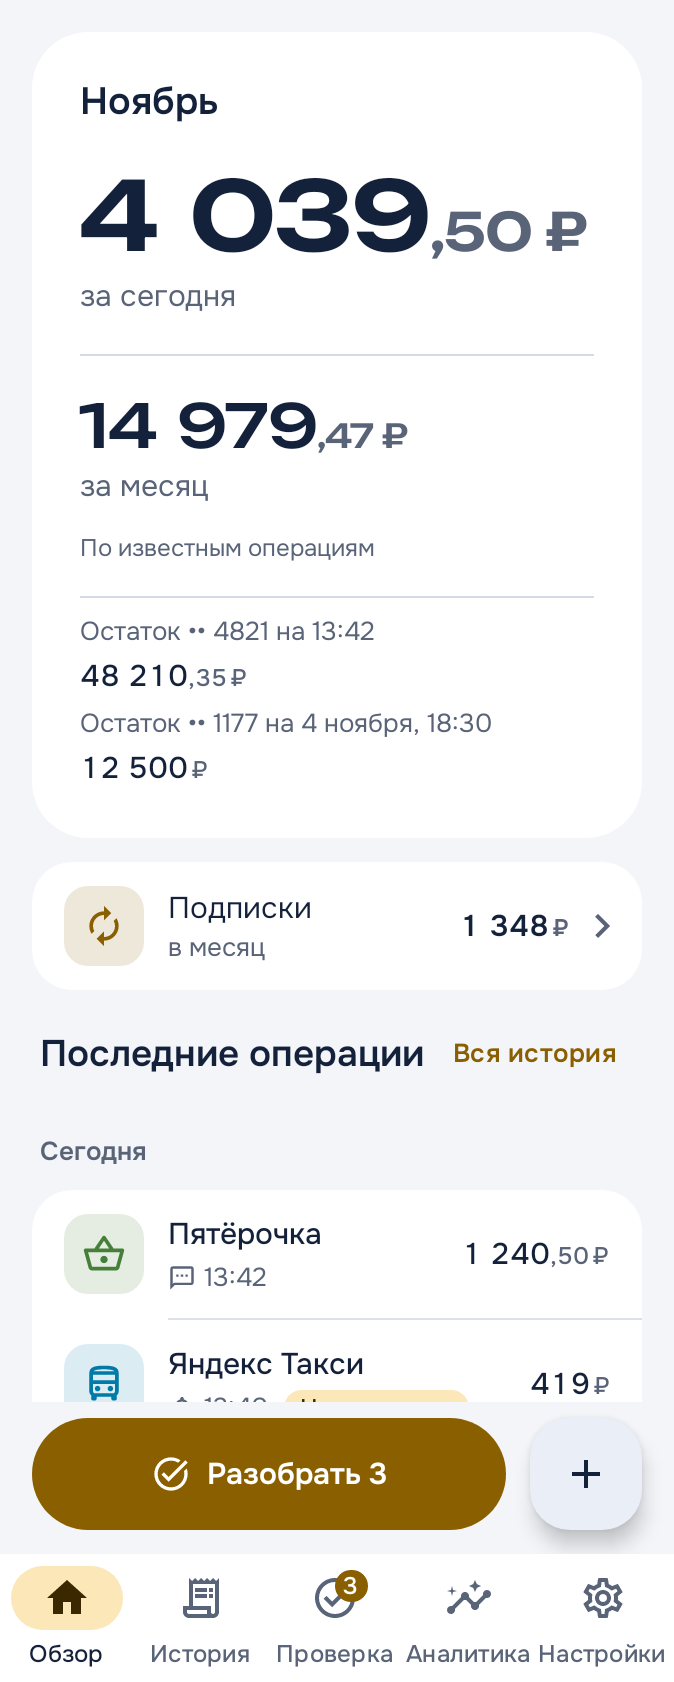 Ноябрь
4 039,50 ₽
за сегодня
14 979,47 ₽
за месяц
По известным операциям
Остаток •• 4821 на 13:42
48 210,35 ₽
Остаток •• 1177 на 4 ноября, 18:30
12 500 ₽
Подписки
в месяц
1 348 ₽
Последние операции
Вся история
Сегодня
Пятёрочка
13:42
1 240,50 ₽
Яндекс Такси
419 ₽
Разобрать 3
3
Обзор
История
Проверка
Аналитика
Настройки